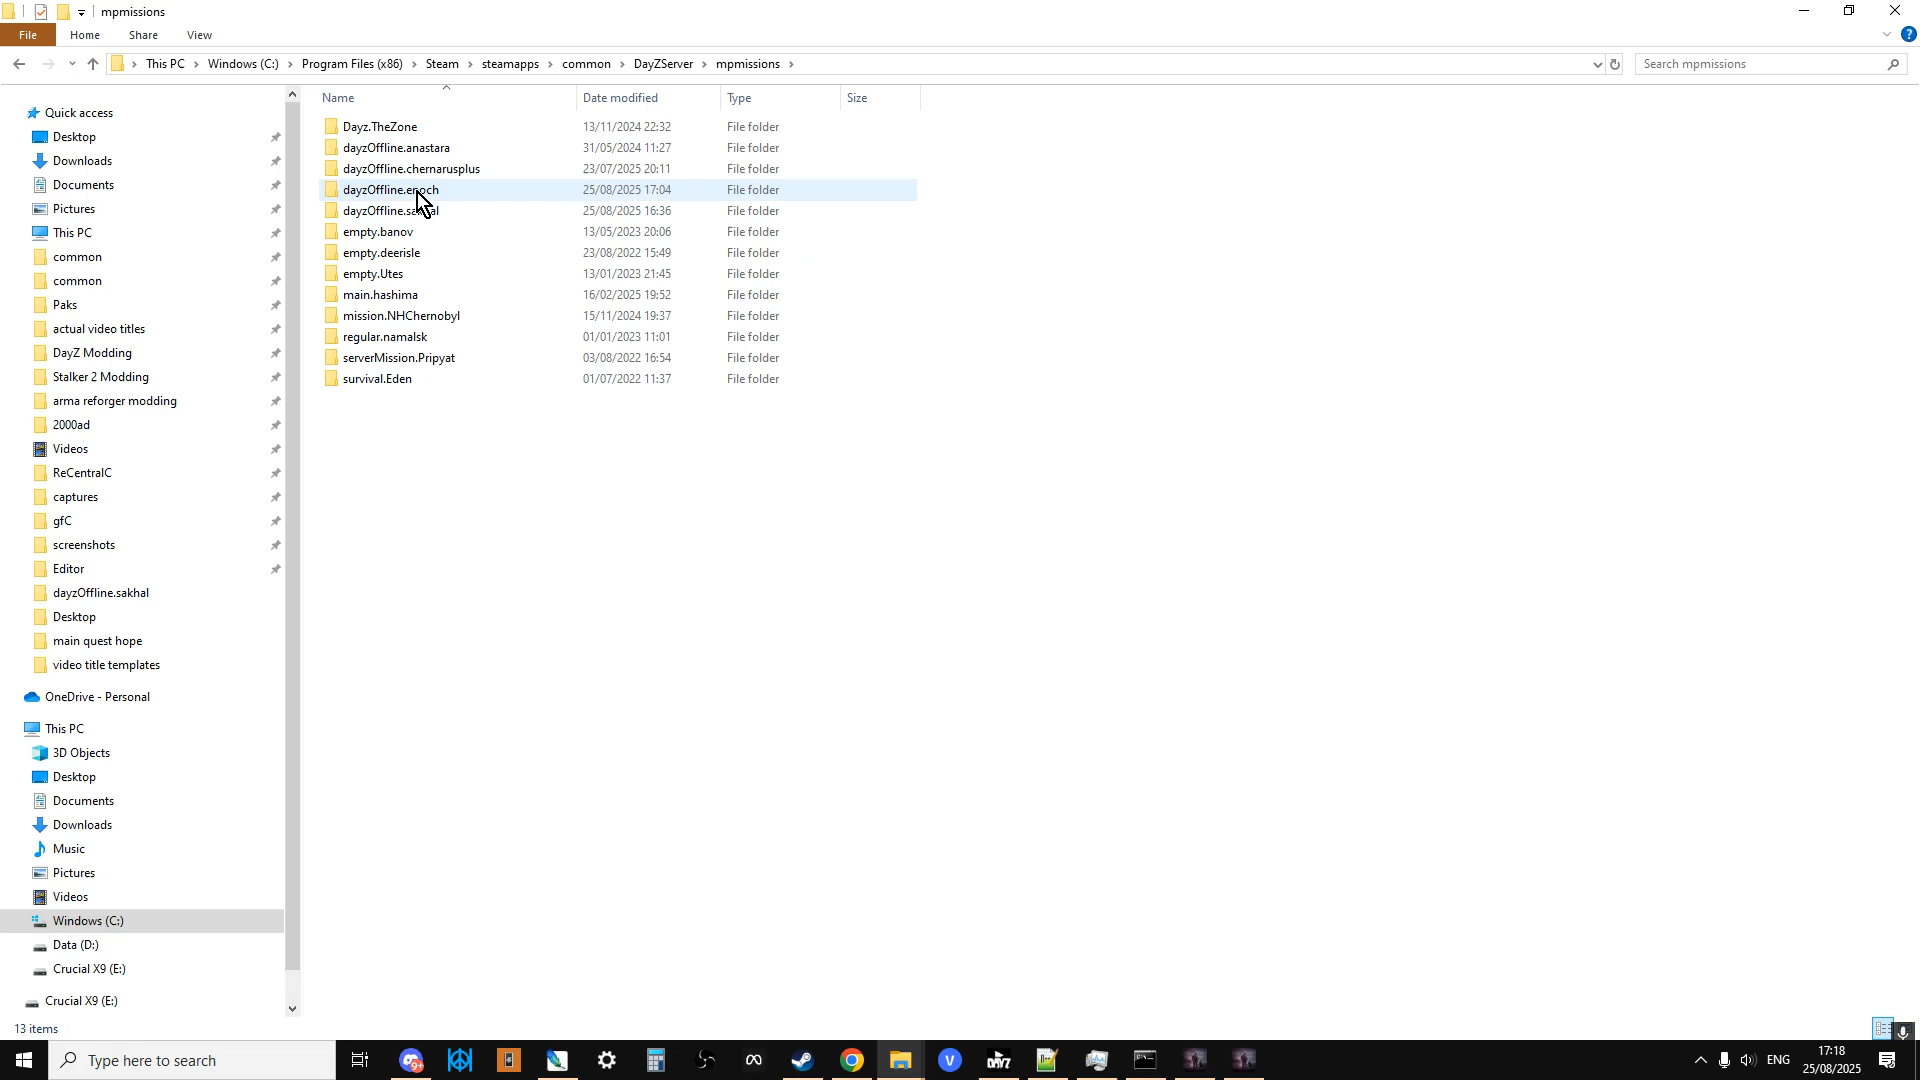 mpmissions
File
Home
Share
View
This PC
Windows (C:)
Program Files (x86)
Steam
steamapps
common
DayZServer
mpmissions
Search mpmissions
Name
Date modified
Type
Size
Dayz.TheZone 13/11/2024 22:32 File folder
dayzOffline.anastara 31/05/2024 11:27 File folder
dayzOffline.chernarusplus 23/07/2025 20:11 File folder
dayzOffline.enoch 25/08/2025 17:04 File folder
dayzOffline.sakhal 25/08/2025 16:36 File folder
empty.banov 13/05/2023 20:06 File folder
empty.deerisle 23/08/2022 15:49 File folder
empty.Utes 13/01/2023 21:45 File folder
main.hashima 16/02/2025 19:52 File folder
mission.NHChernobyl 15/11/2024 19:37 File folder
regular.namalsk 01/01/2023 11:01 File folder
serverMission.Pripyat 03/08/2022 16:54 File folder
survival.Eden 01/07/2022 11:37 File folder
Quick access
Desktop
Downloads
Documents
Pictures
This PC
common
common
Paks
actual video titles
DayZ Modding
Stalker 2 Modding
arma reforger modding
2000ad
Videos
ReCentralC
captures
gfC
screenshots
Editor
dayzOffline.sakhal
Desktop
main quest hope
video title templates
OneDrive - Personal
This PC
3D Objects
Desktop
Documents
Downloads
Music
Pictures
Videos
Windows (C:)
Data (D:)
Crucial X9 (E:)
Crucial X9 (E:)
13 items
Type here to search
9+
V
DAYZ
ENG
17:18
25/08/2025